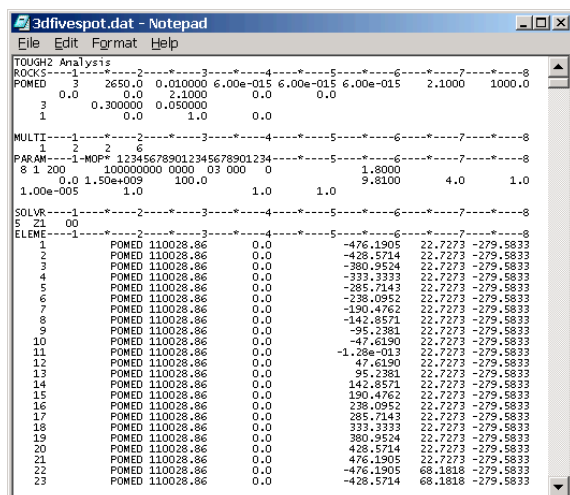 3dfivespot.dat - Notepad
File Edit Format Help
TOUGH2 Analysis
ROCKS----1----*----2----*----3----*----4----*----5----*----6----*----7----*----8
POMED    3    2650.0  0.010000 6.00e-015 6.00e-015 6.00e-015    2.1000    1000.0
0.0       0.0    2.1000       0.0       0.0
3      0.300000  0.050000
1           0.0       1.0       0.0
MULTI----1----*----2----*----3----*----4----*----5----*----6----*----7----*----8
1    2    2    6
PARAM----1-MOP* 123456789012345678901234----*----5----*----6----*----7----*----8
8 1 200      100000000 0000  03 000   0              1.8000
0.0 1.50e+009     100.0                        9.8100       4.0       1.0
1.00e-005       1.0                 1.0       1.0
SOLVR----1----*----2----*----3----*----4----*----5----*----6----*----7----*----8
5  Z1   00
ELEME----1----*----2----*----3----*----4----*----5----*----6----*----7----*----8
1          POMED 110028.86       0.0           -476.1905   22.7273 -279.5833
2          POMED 110028.86       0.0           -428.5714   22.7273 -279.5833
3          POMED 110028.86       0.0           -380.9524   22.7273 -279.5833
4          POMED 110028.86       0.0           -333.3333   22.7273 -279.5833
5          POMED 110028.86       0.0           -285.7143   22.7273 -279.5833
6          POMED 110028.86       0.0           -238.0952   22.7273 -279.5833
7          POMED 110028.86       0.0           -190.4762   22.7273 -279.5833
8          POMED 110028.86       0.0           -142.8571   22.7273 -279.5833
9          POMED 110028.86       0.0            -95.2381   22.7273 -279.5833
10          POMED 110028.86       0.0            -47.6190   22.7273 -279.5833
11          POMED 110028.86       0.0          -1.28e-013   22.7273 -279.5833
12          POMED 110028.86       0.0             47.6190   22.7273 -279.5833
13          POMED 110028.86       0.0             95.2381   22.7273 -279.5833
14          POMED 110028.86       0.0            142.8571   22.7273 -279.5833
15          POMED 110028.86       0.0            190.4762   22.7273 -279.5833
16          POMED 110028.86       0.0            238.0952   22.7273 -279.5833
17          POMED 110028.86       0.0            285.7143   22.7273 -279.5833
18          POMED 110028.86       0.0            333.3333   22.7273 -279.5833
19          POMED 110028.86       0.0            380.9524   22.7273 -279.5833
20          POMED 110028.86       0.0            428.5714   22.7273 -279.5833
21          POMED 110028.86       0.0            476.1905   22.7273 -279.5833
22          POMED 110028.86       0.0           -476.1905   68.1818 -279.5833
23          POMED 110028.86       0.0           -428.5714   68.1818 -279.5833